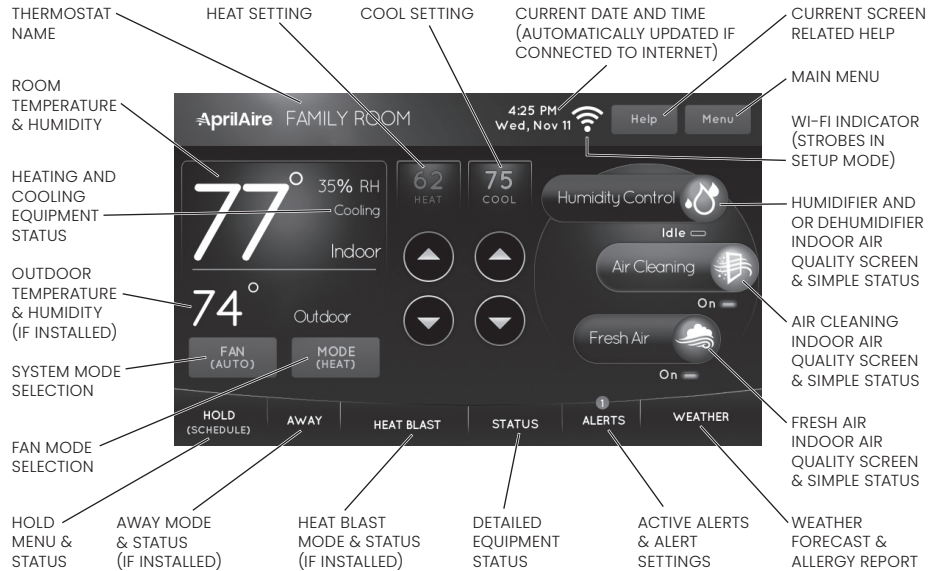 THERMOSTAT
NAME
HEAT SETTING
COOL SETTING
CURRENT DATE AND TIME
(AUTOMATICALLY UPDATED IF
CONNECTED TO INTERNET)
CURRENT SCREEN
RELATED HELP
MAIN MENU
WI-FI INDICATOR
(STROBES IN
SETUP MODE)
ROOM
TEMPERATURE
& HUMIDITY
HEATING AND
COOLING
EQUIPMENT
STATUS
OUTDOOR
TEMPERATURE
& HUMIDITY
(IF INSTALLED)
SYSTEM MODE
SELECTION
FAN MODE
SELECTION
AprilAire FAMILY ROOM
4:25 PM
Wed, Nov 11
Help
Menu
77°
35% RH
Cooling
Indoor
74°
Outdoor
FAN
(AUTO)
MODE
(HEAT)
62
HEAT
75
COOL
Humidity Control
Idle
Air Cleaning
On
Fresh Air
On
HOLD
(SCHEDULE)
AWAY
HEAT BLAST
STATUS
1
ALERTS
WEATHER
HUMIDIFIER AND
OR DEHUMIDIFIER
INDOOR AIR
QUALITY SCREEN
& SIMPLE STATUS
AIR CLEANING
INDOOR AIR
QUALITY SCREEN
& SIMPLE STATUS
FRESH AIR
INDOOR AIR
QUALITY SCREEN
& SIMPLE STATUS
HOLD
MENU &
STATUS
AWAY MODE
& STATUS
(IF INSTALLED)
HEAT BLAST
MODE & STATUS
(IF INSTALLED)
DETAILED
EQUIPMENT
STATUS
ACTIVE ALERTS
& ALERT
SETTINGS
WEATHER
FORECAST &
ALLERGY REPORT